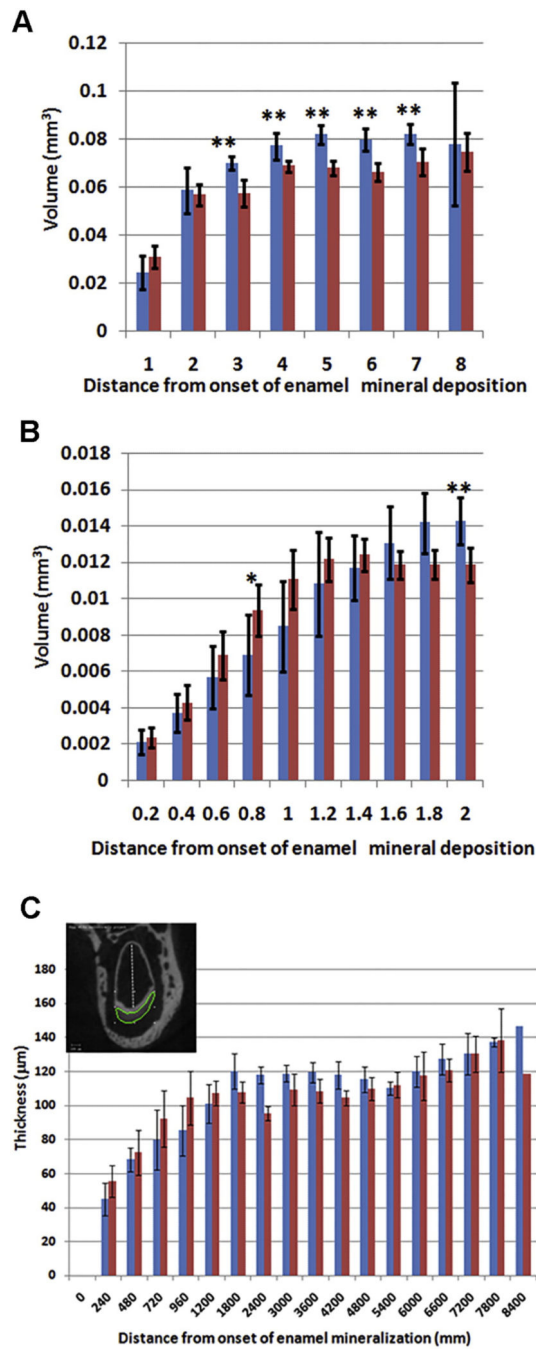 A
0.12
0.1
0.08
0.06
0.04
0.02
0
Volume (mm³)
** ** ** ** **
1 2 3 4 5 6 7 8
Distance from onset of enamel mineral deposition
B
0.018
0.016
0.014
0.012
0.01
0.008
0.006
0.004
0.002
0
Volume (mm³)
* **
0.2 0.4 0.6 0.8 1 1.2 1.4 1.6 1.8 2
Distance from onset of enamel mineral deposition
C
180
160
140
120
100
80
60
40
20
0
Thickness (µm)
0 240 480 720 960 1200 1800 2400 3000 3600 4200 4800 5400 6000 6600 7200 7800 8400
Distance from onset of enamel mineralization (mm)